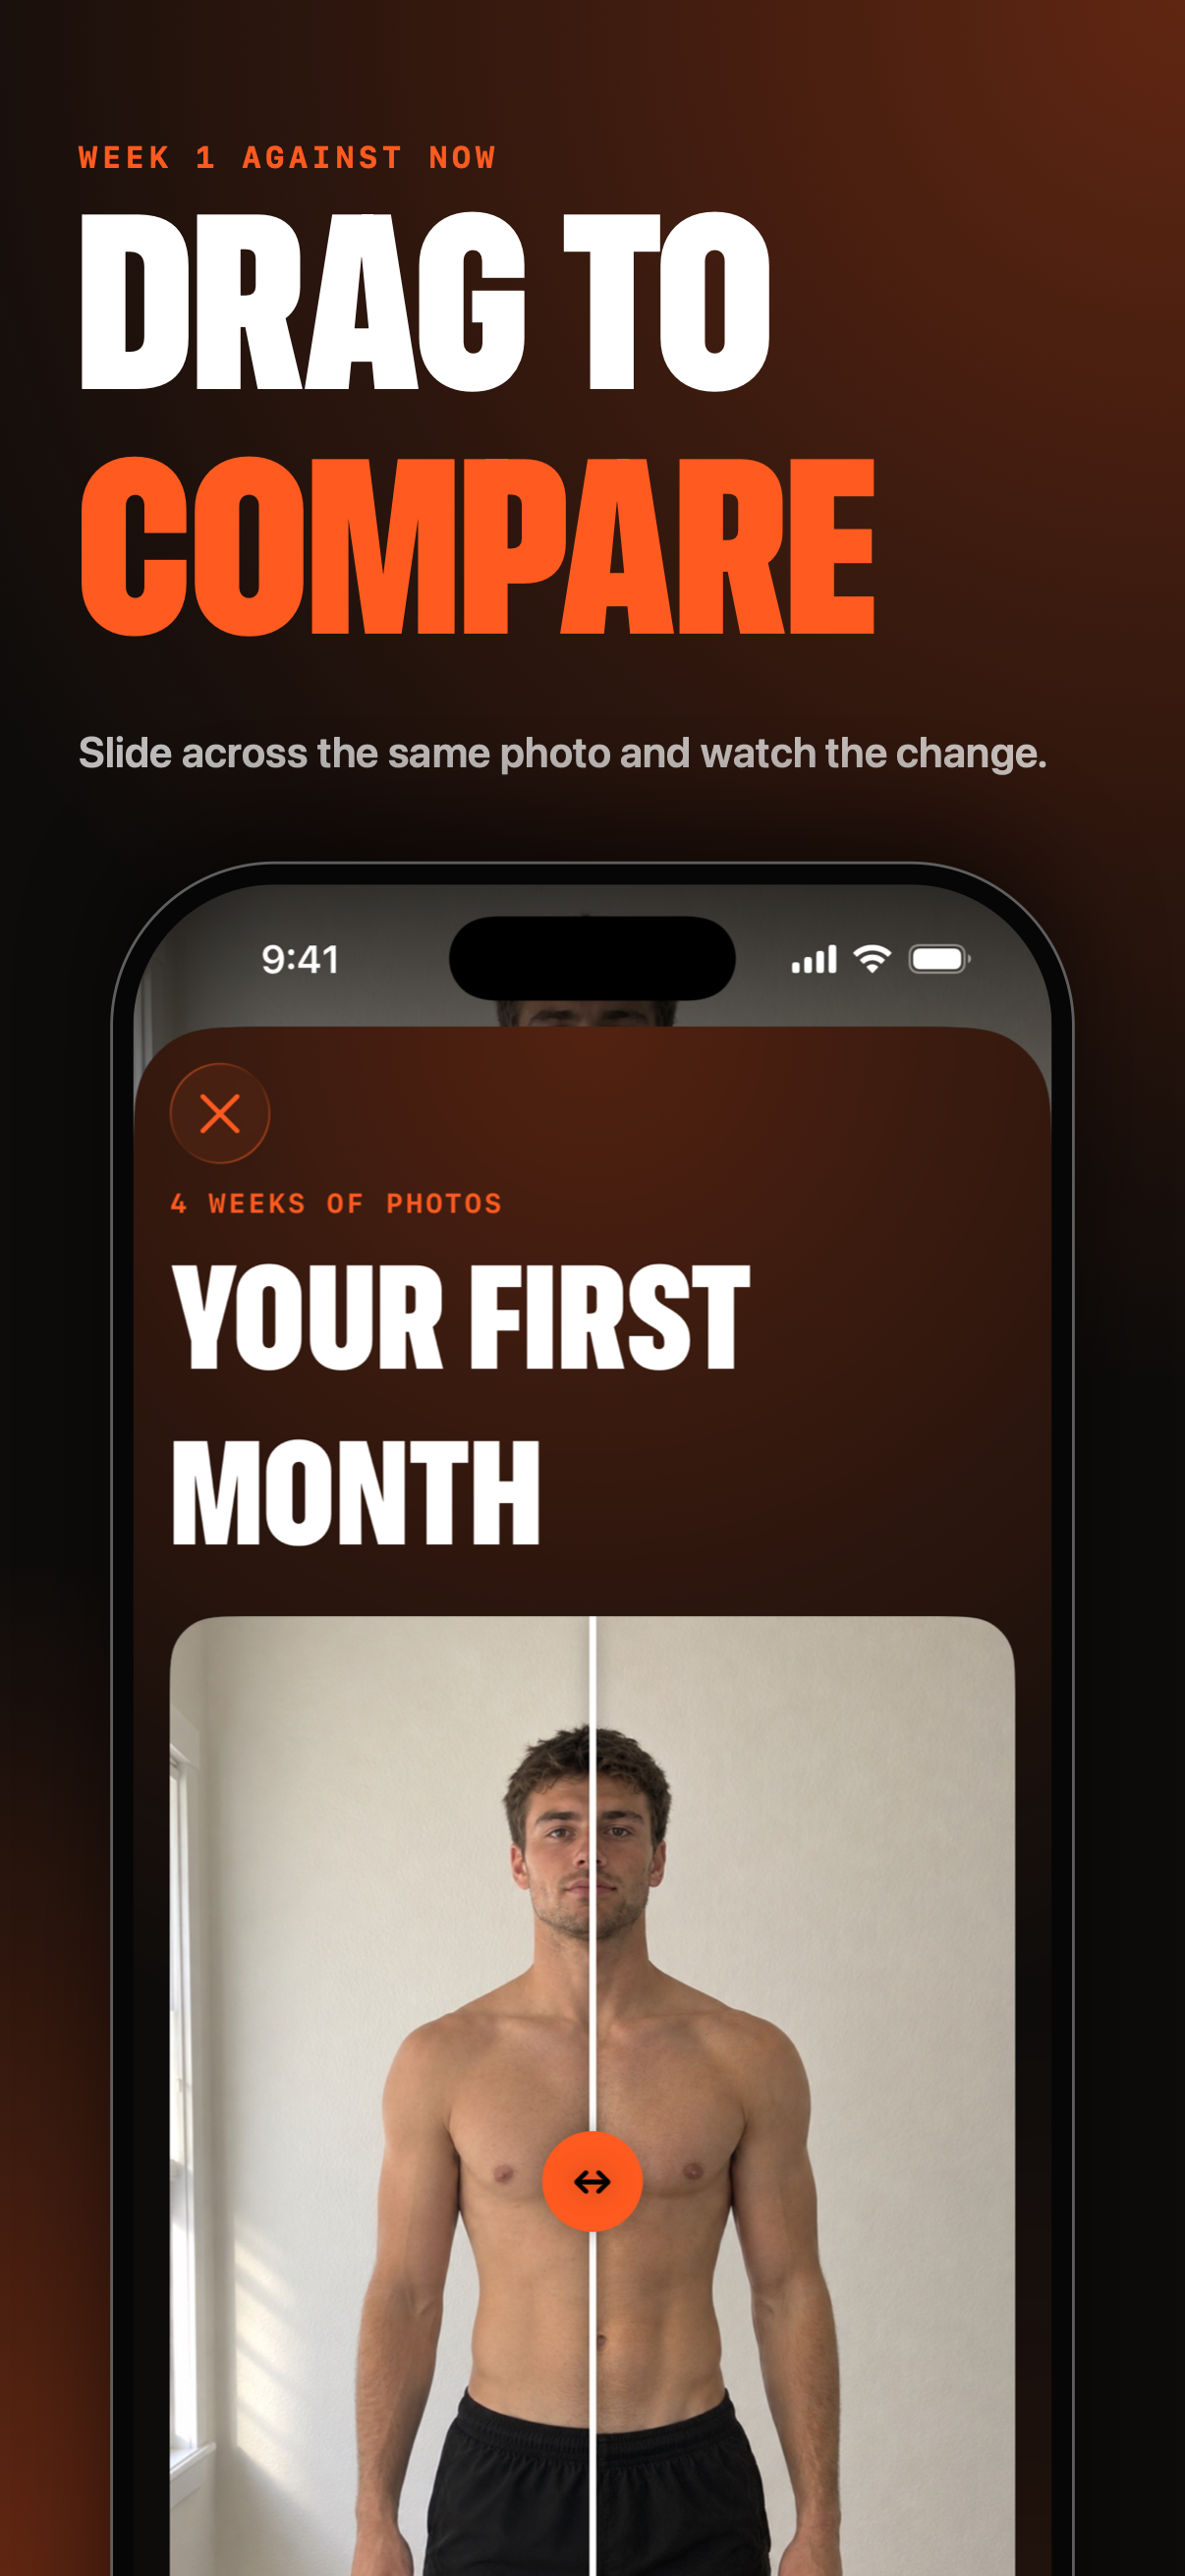 WEEK 1 AGAINST NOW
DRAG TO
COMPARE
Slide across the same photo and watch the change.
9:41
4 WEEKS OF PHOTOS
YOUR FIRST
MONTH